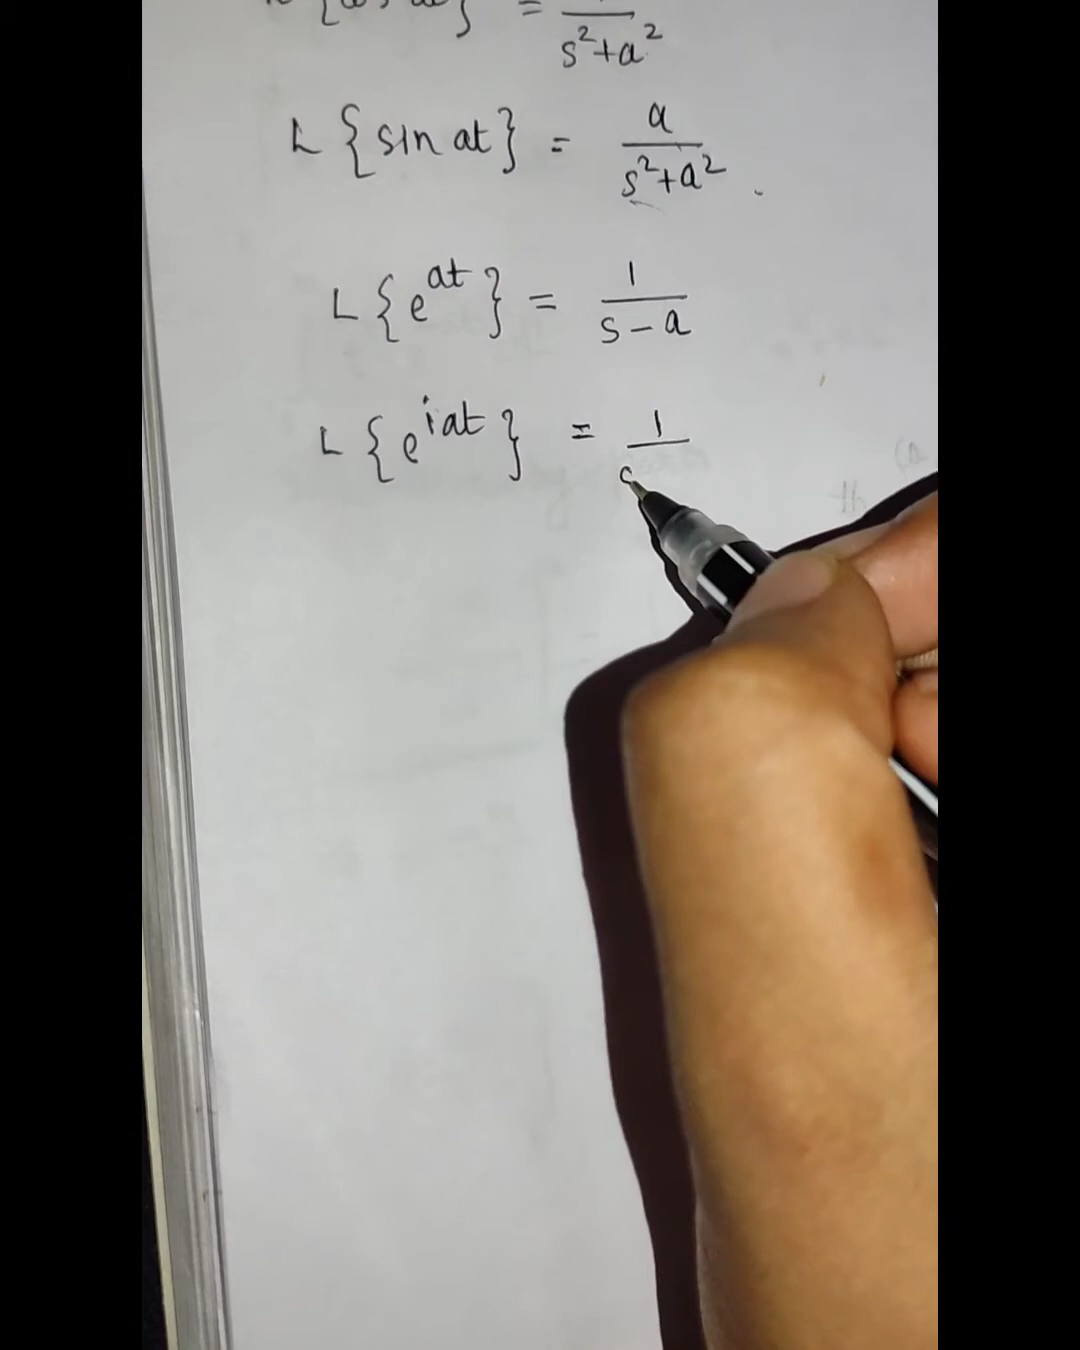 = s²+a²
L {sin at} = a/s²+a² .
L {e^at} = 1/s-a
L {e^iat} = 1/